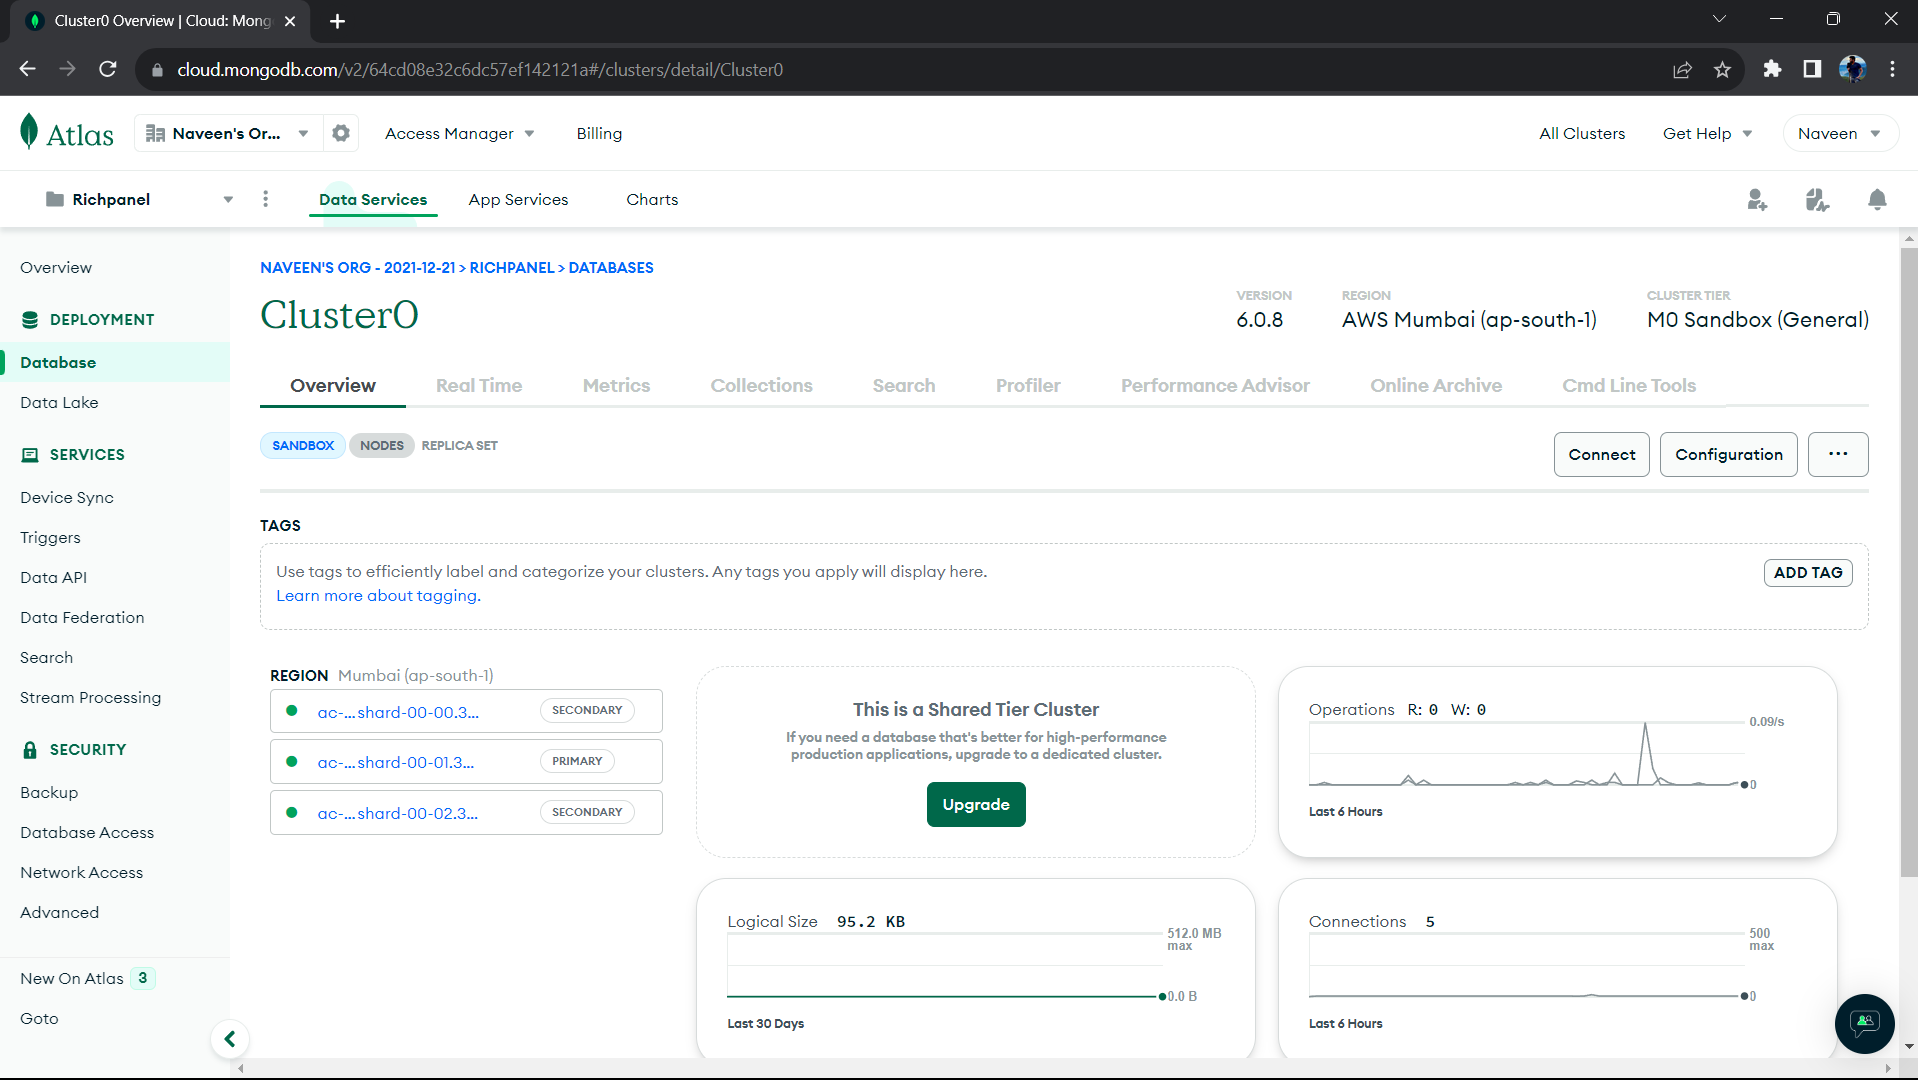 Cluster0 Overview | Cloud: Mong
cloud.mongodb.com/v2/64cd08e32c6dc57ef142121a#/clusters/detail/Cluster0
Atlas
Naveen's Or...
Access Manager
Billing
All Clusters
Get Help
Naveen
Richpanel
Data Services
App Services
Charts
Overview
DEPLOYMENT
Database
Data Lake
SERVICES
Device Sync
Triggers
Data API
Data Federation
Search
Stream Processing
SECURITY
Backup
Database Access
Network Access
Advanced
New On Atlas 3
Goto
NAVEEN'S ORG - 2021-12-21 > RICHPANEL > DATABASES
Cluster0
VERSION
6.0.8
REGION
AWS Mumbai (ap-south-1)
CLUSTER TIER
M0 Sandbox (General)
Overview
Real Time
Metrics
Collections
Search
Profiler
Performance Advisor
Online Archive
Cmd Line Tools
SANDBOX
NODES
REPLICA SET
Connect
Configuration
...
TAGS
Use tags to efficiently label and categorize your clusters. Any tags you apply will display here.
Learn more about tagging.
ADD TAG
REGION Mumbai (ap-south-1)
ac-...shard-00-00.3... SECONDARY
ac-...shard-00-01.3... PRIMARY
ac-...shard-00-02.3... SECONDARY
This is a Shared Tier Cluster
If you need a database that's better for high-performance
production applications, upgrade to a dedicated cluster.
Upgrade
Operations R: 0 W: 0
0.09/s
0
Last 6 Hours
Logical Size 95.2 KB
512.0 MB
max
0.0 B
Last 30 Days
Connections 5
500
max
0
Last 6 Hours